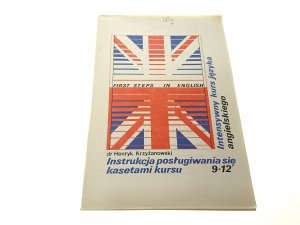 FIRST STEPS IN ENGLISH
Intensywny kurs języka
angielskiego
dr Henryk Krzyżanowski
Instrukcja posługiwania się
kasetami kursu 9-12